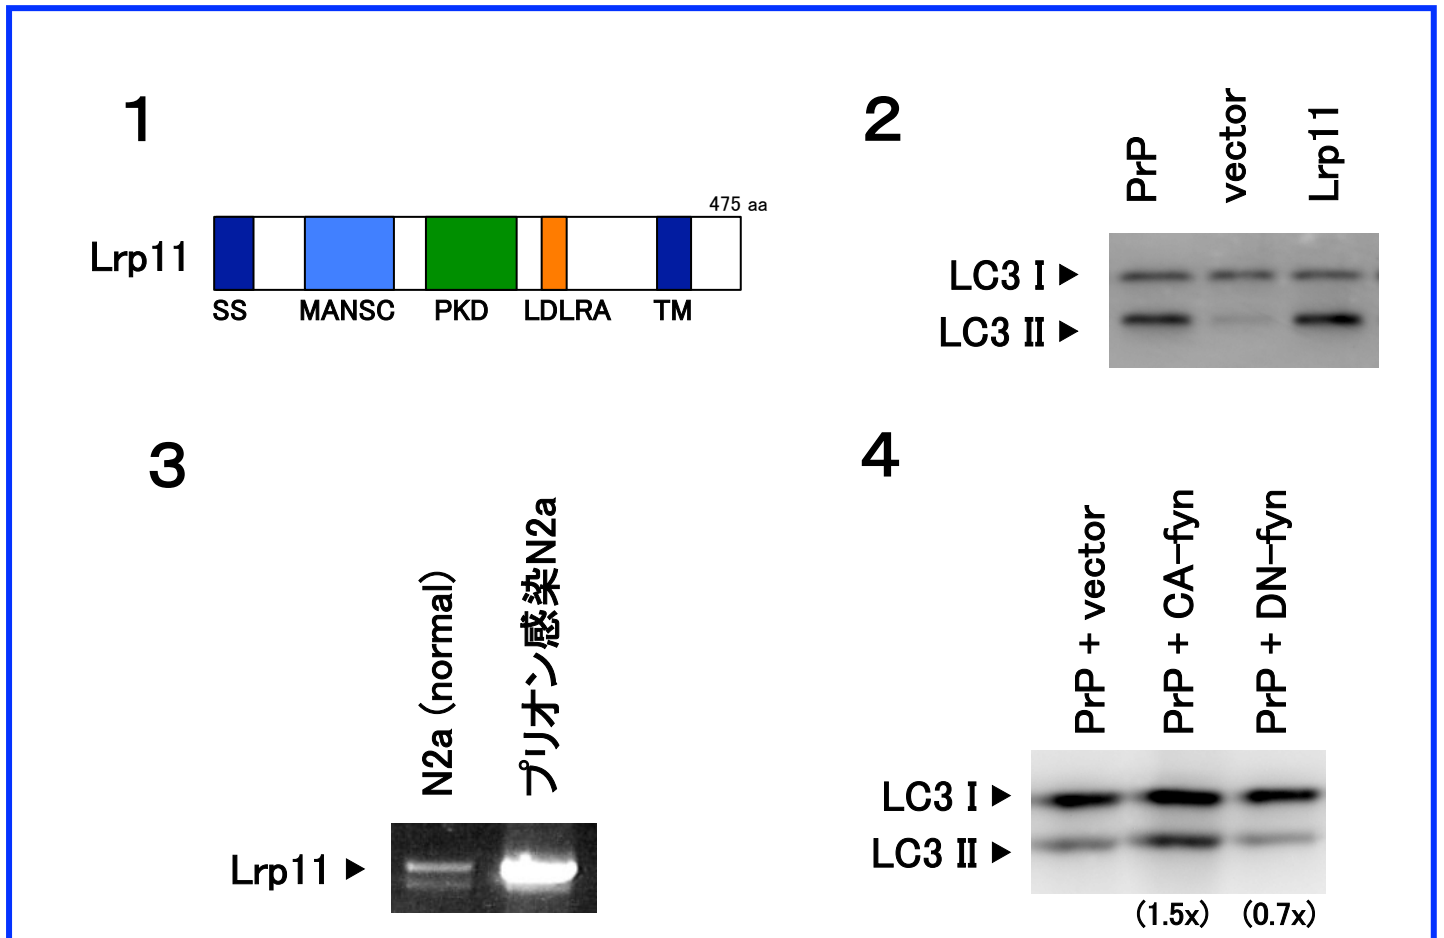 1
475 aa
Lrp11
SS MANSC PKD LDLRA TM
2
PrP
vector
Lrp11
LC3 Ⅰ ►
LC3 Ⅱ ►
3
N2a (normal)
プリオン感染N2a
Lrp11 ►
4
PrP + vector
PrP + CA-fyn
PrP + DN-fyn
LC3 Ⅰ ►
LC3 Ⅱ ►
(1.5x) (0.7x)